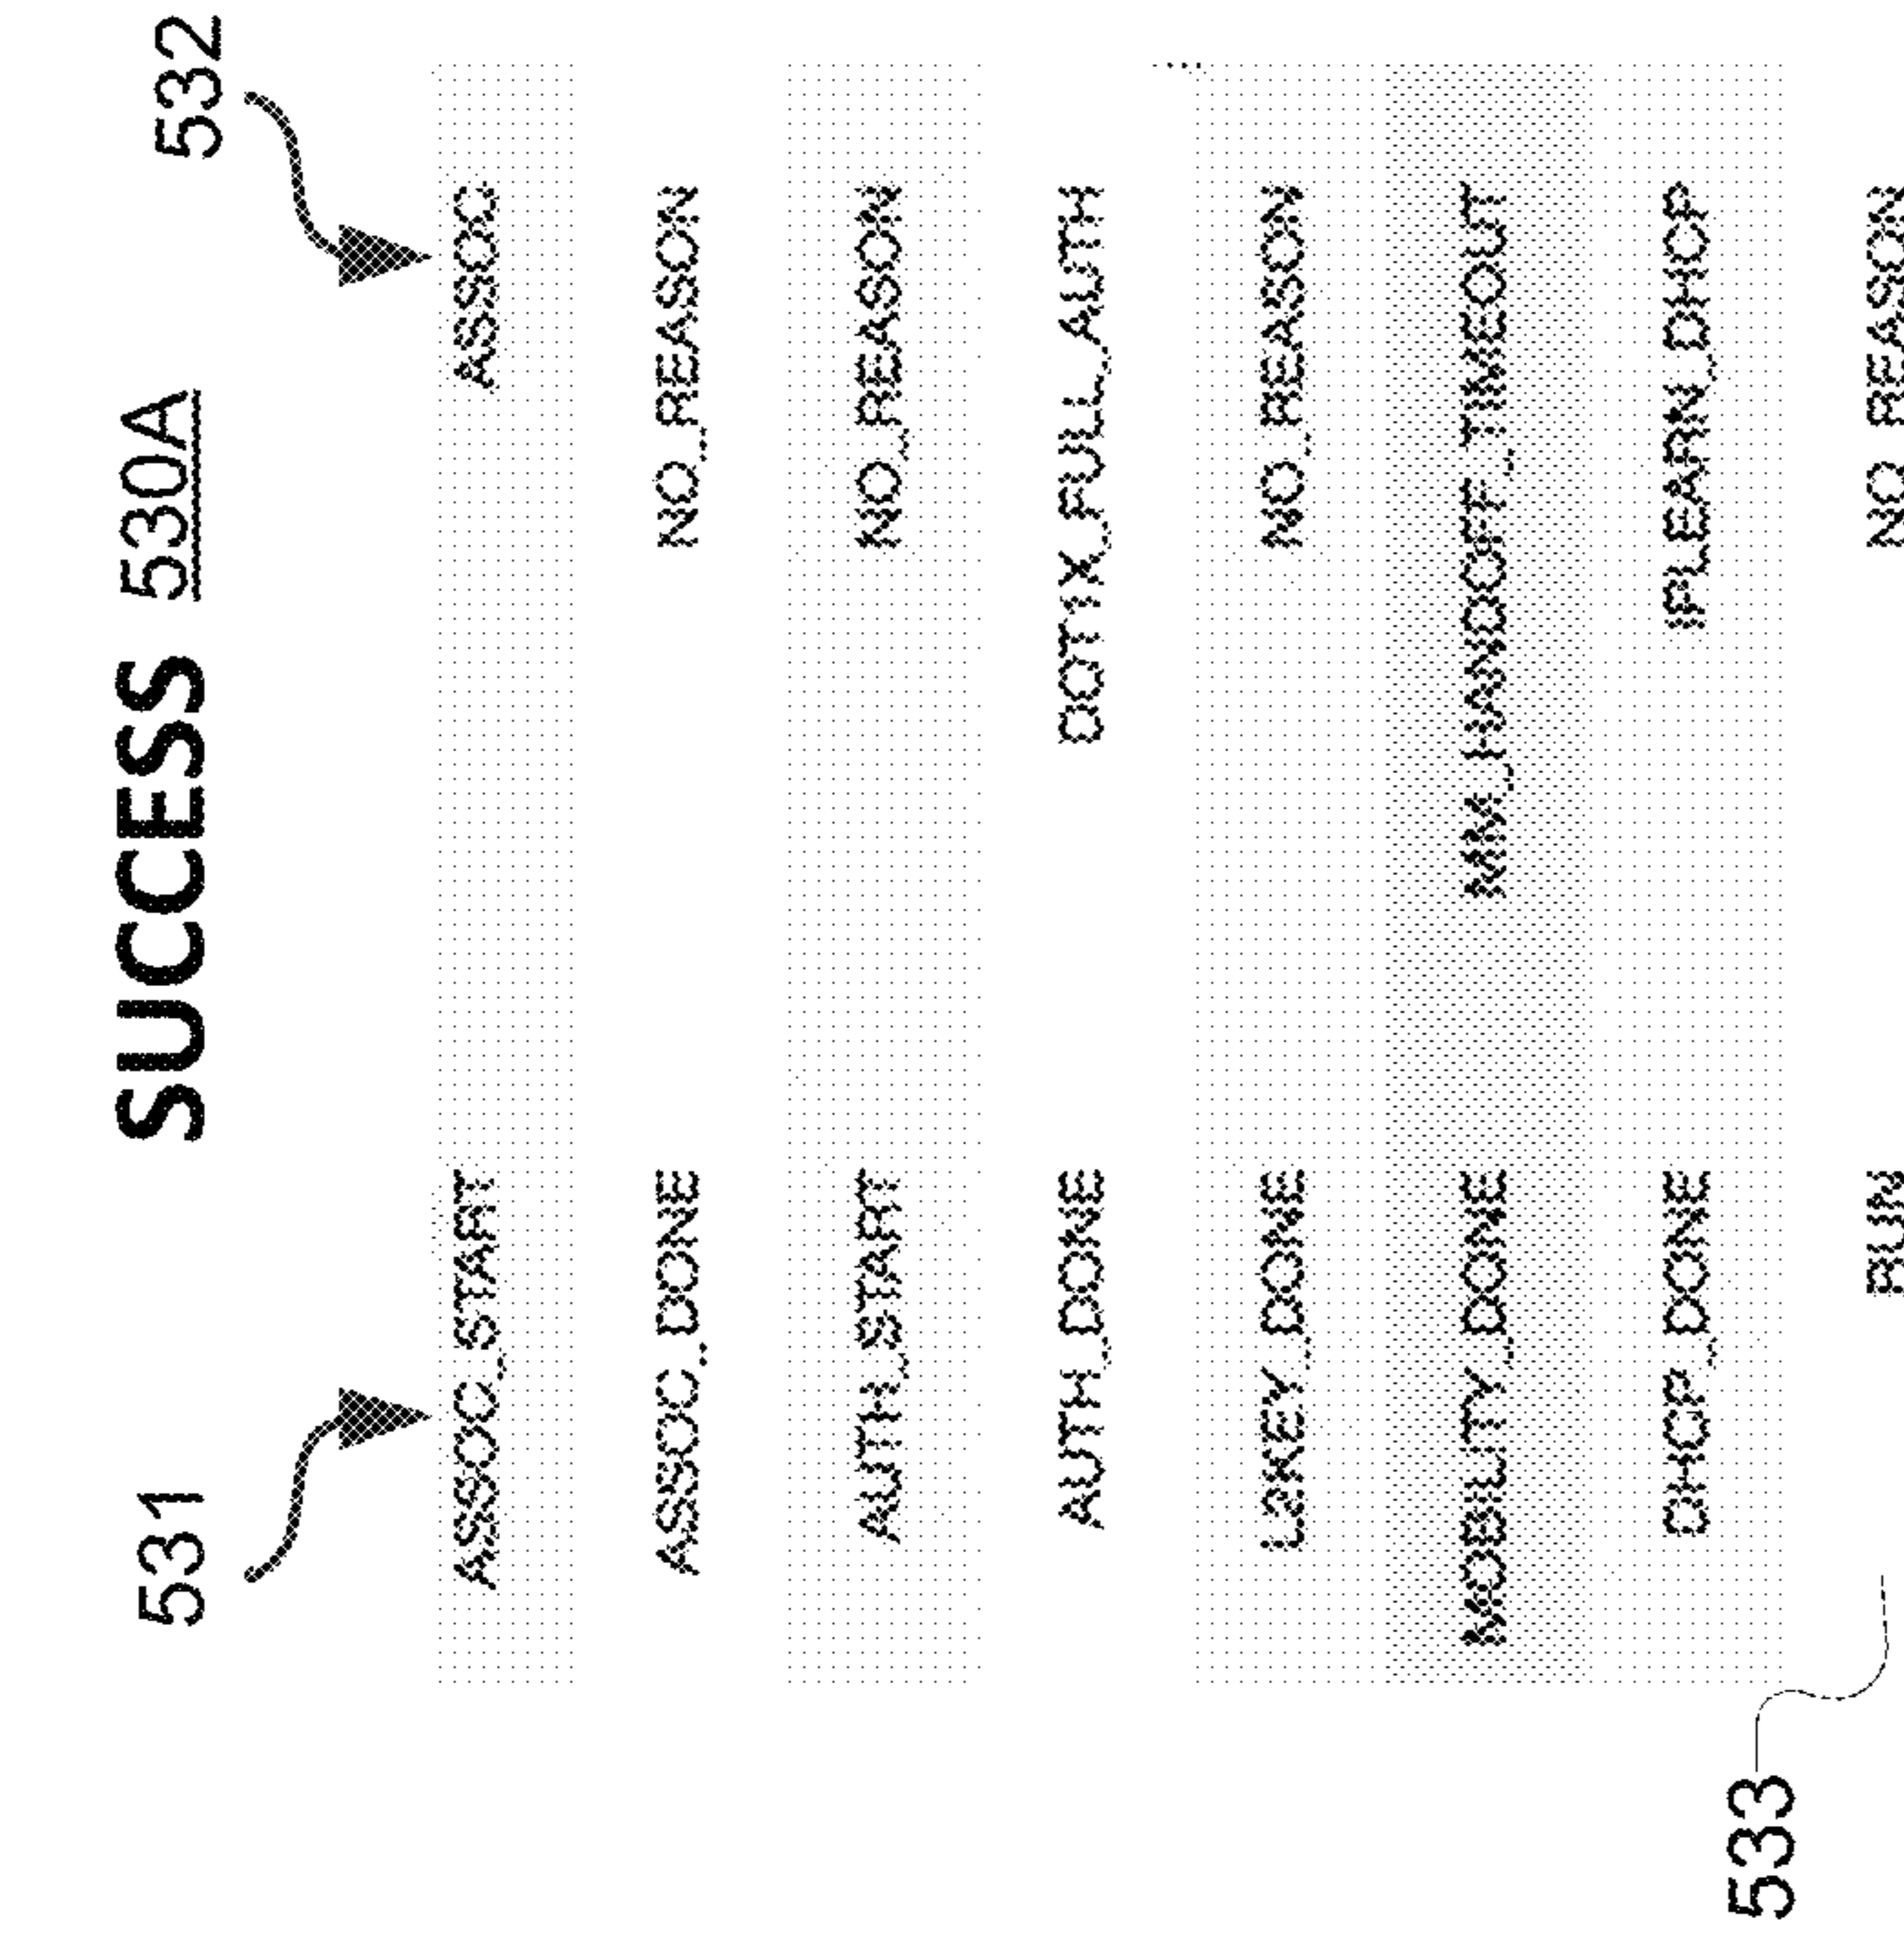 SUCCESS 530A
531 532
ASSOC_START ASSOC
ASSOC_DONE NO_REASON
AUTH_START NO_REASON
AUTH_DONE DOT1X_FULL_AUTH
L2KEY_DONE NO_REASON
MOBILITY_DONE MM_HANDOFF_TIMEOUT
DHCP_DONE IPLEARN_DHCP
RUN NO_REASON
533